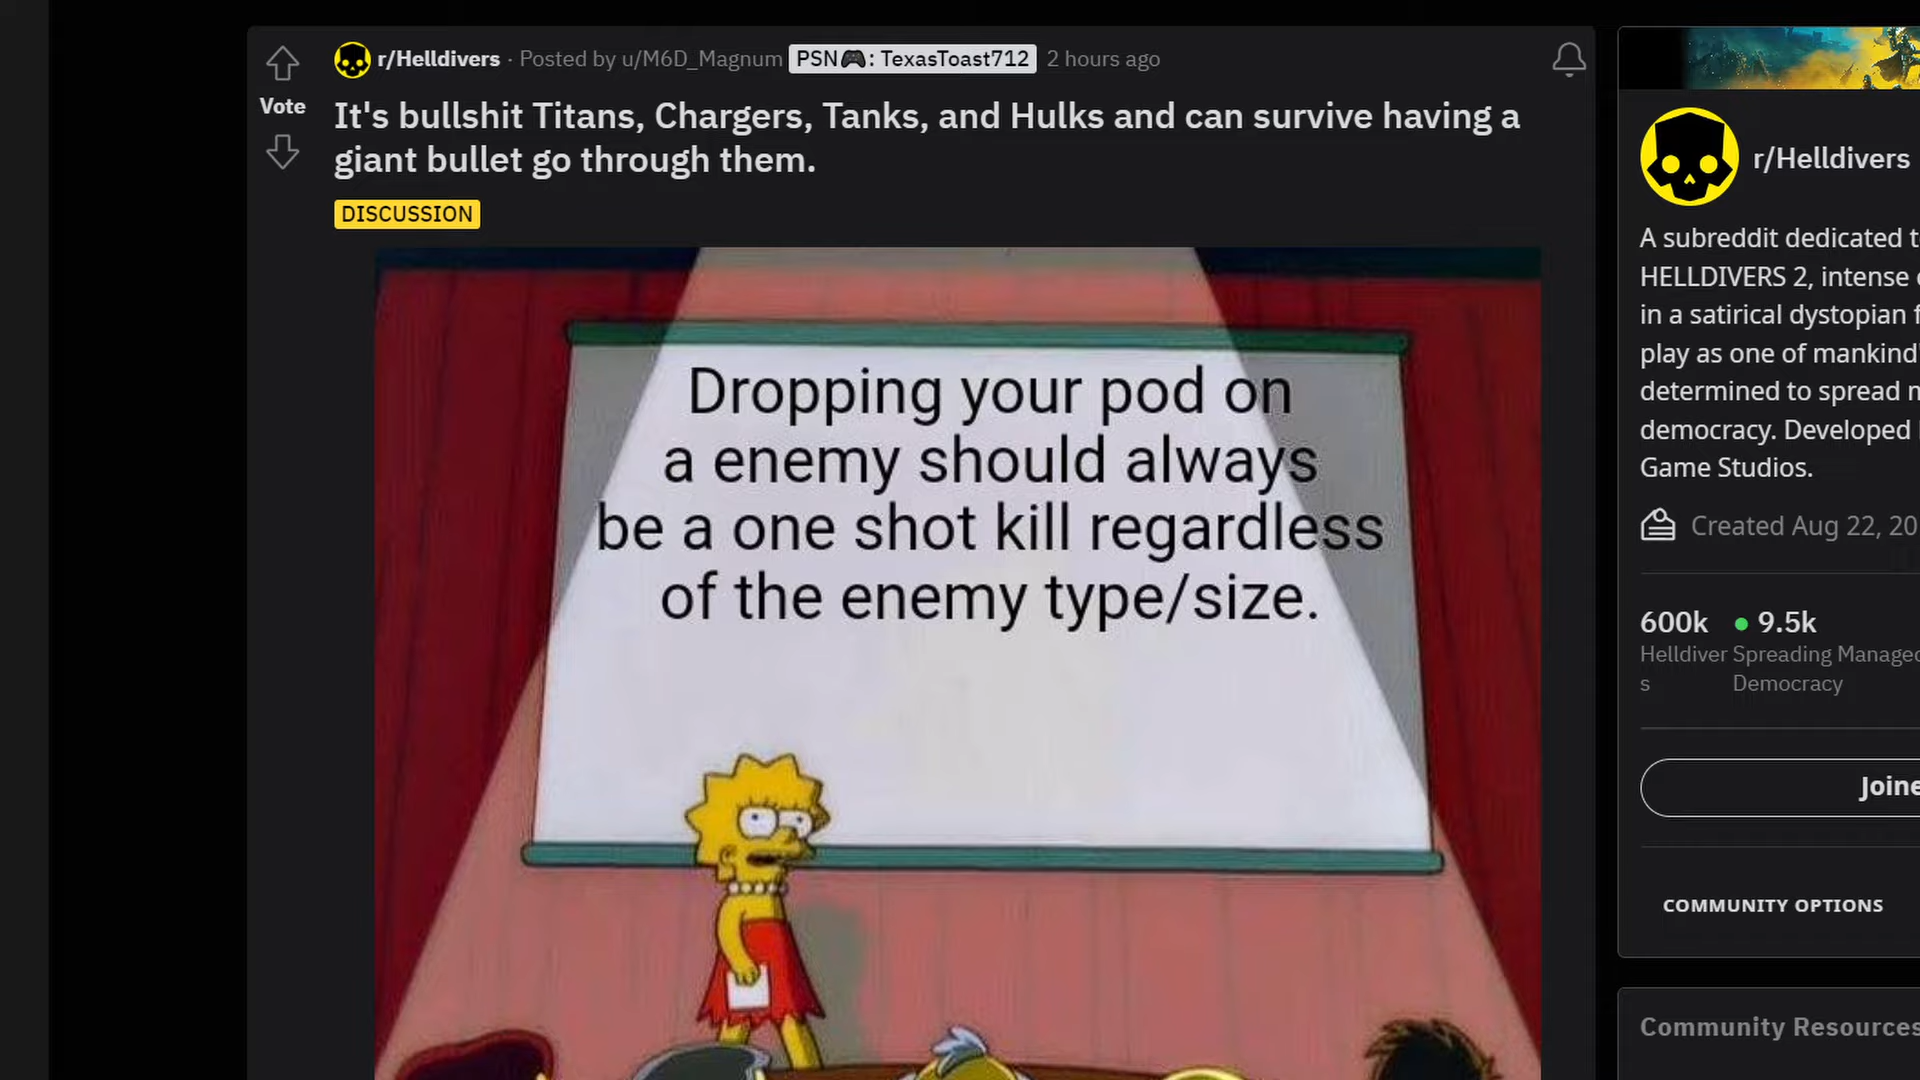 r/Helldivers · Posted by u/M6D_Magnum PSN🎮: TexasToast712 2 hours ago
Vote
It's bullshit Titans, Chargers, Tanks, and Hulks and can survive having a
giant bullet go through them.
DISCUSSION
Dropping your pod on
a enemy should always
be a one shot kill regardless
of the enemy type/size.
r/Helldivers
A subreddit dedicated t
HELLDIVERS 2, intense
in a satirical dystopian f
play as one of mankind'
determined to spread
democracy. Developed
Game Studios.
Created Aug 22, 20
600k 9.5k
Helldiver Spreading Managed
s Democracy
Joine
COMMUNITY OPTIONS
Community Resources